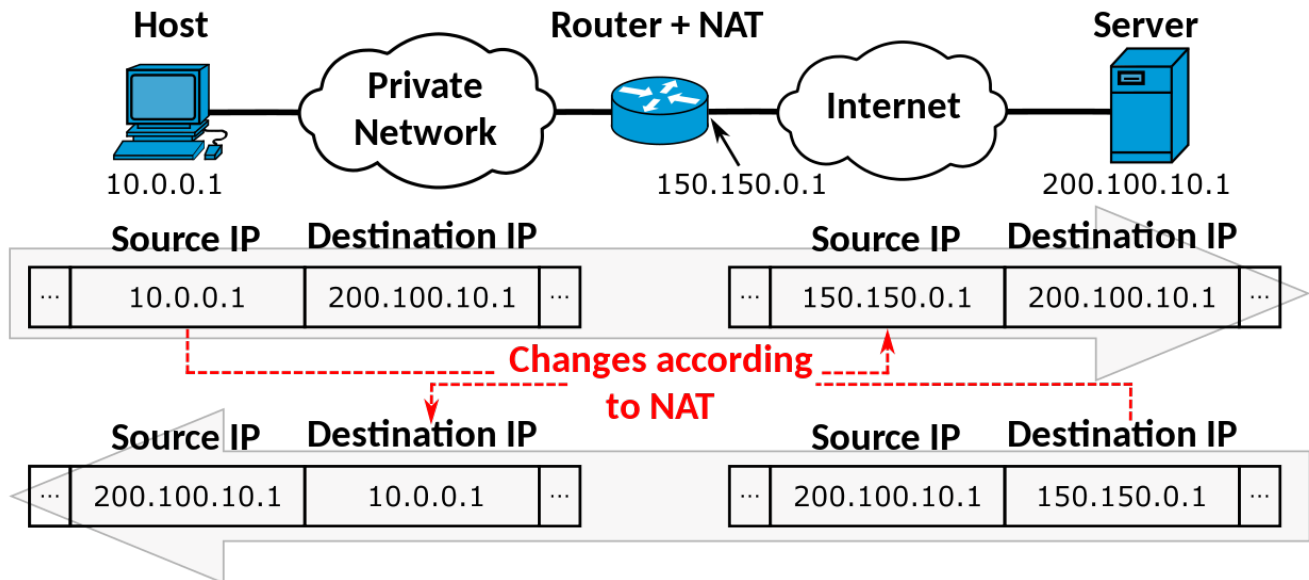 Host
Router + NAT
Server
Private
Network
Internet
10.0.0.1
150.150.0.1
200.100.10.1
Source IP
Destination IP
Source IP
Destination IP
...
10.0.0.1
200.100.10.1
...
...
150.150.0.1
200.100.10.1
...
Changes according
to NAT
Source IP
Destination IP
Source IP
Destination IP
...
200.100.10.1
10.0.0.1
...
...
200.100.10.1
150.150.0.1
...